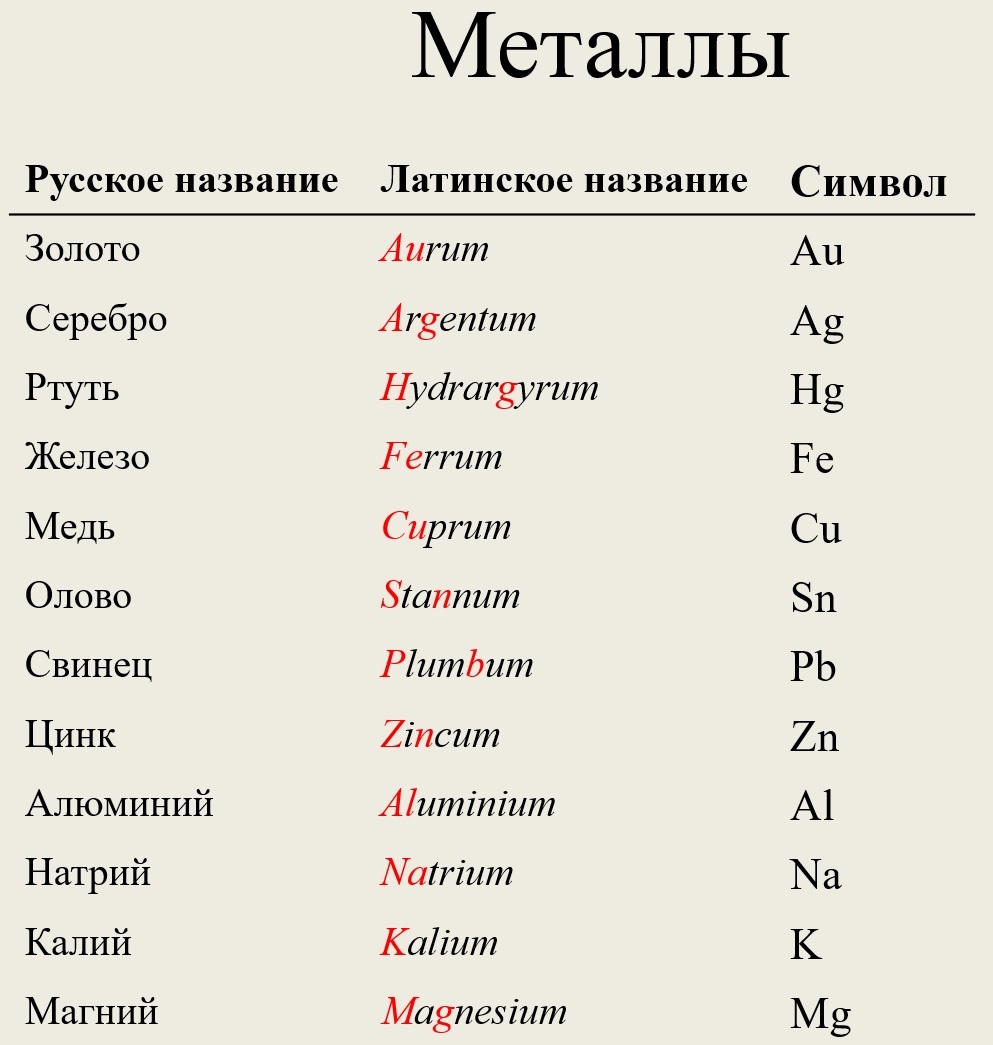 Металлы
Русское название Латинское название Символ
Золото Aurum Au
Серебро Argentum Ag
Ртуть Hydrargyrum Hg
Железо Ferrum Fe
Медь Cuprum Cu
Олово Stannum Sn
Свинец Plumbum Pb
Цинк Zincum Zn
Алюминий Aluminium Al
Натрий Natrium Na
Калий Kalium K
Магний Magnesium Mg